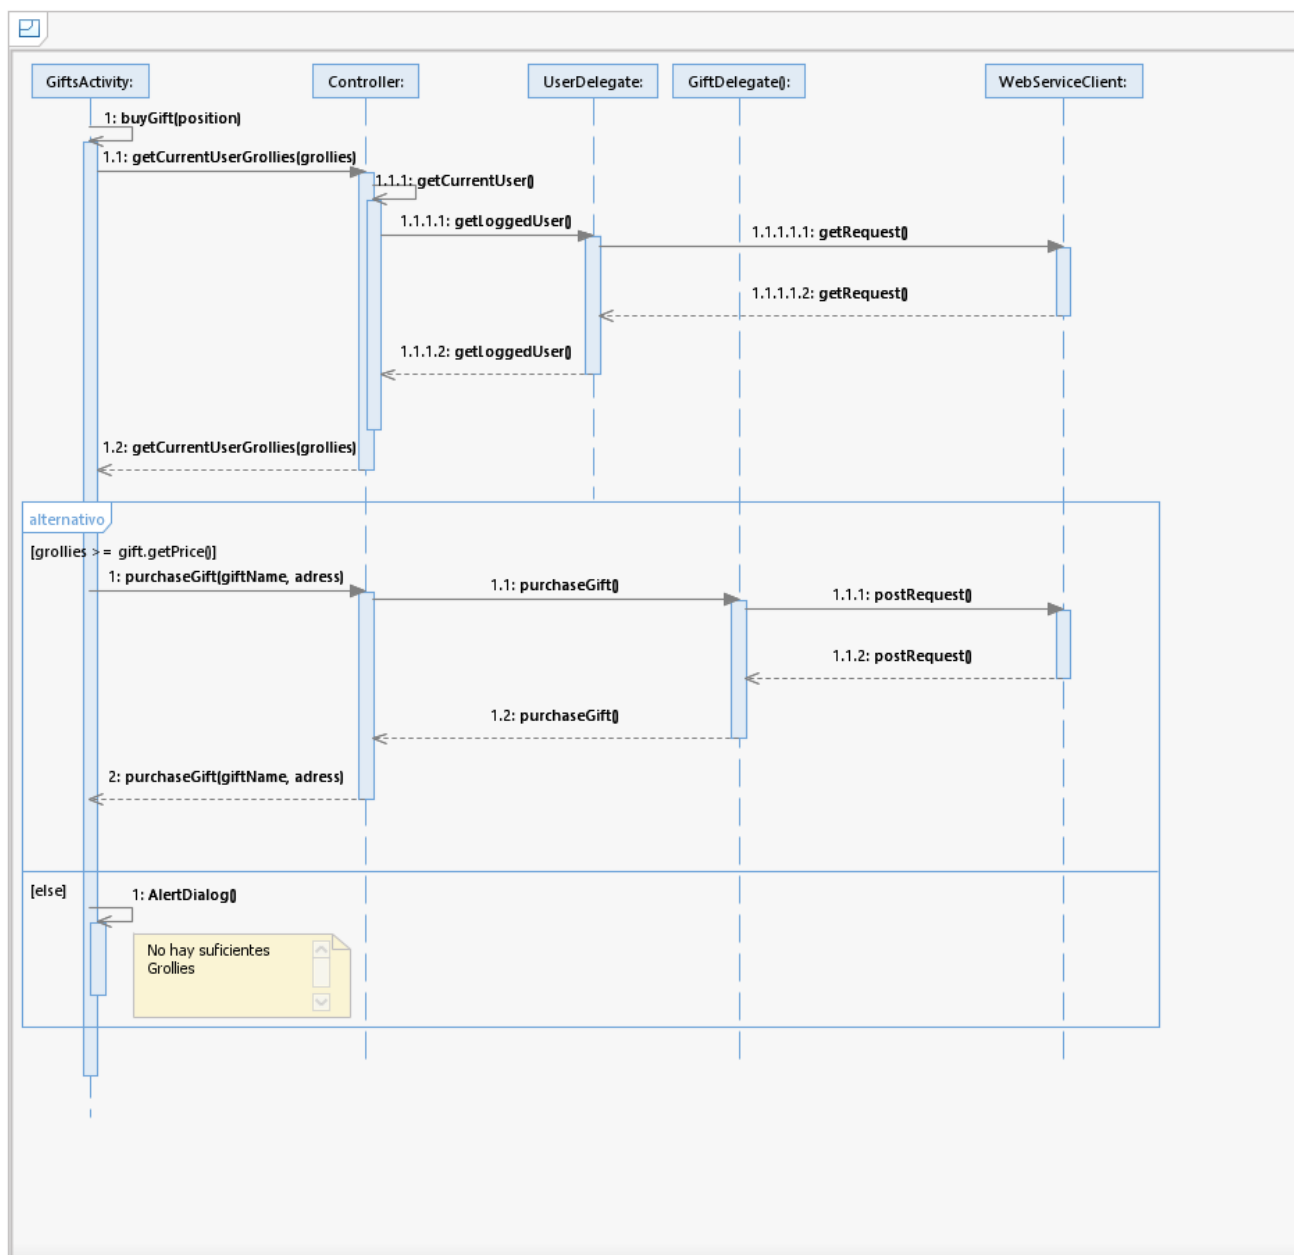 GiftsActivity:
Controller:
UserDelegate:
GiftDelegate():
WebServiceClient:
1: buyGift(position)
1.1: getCurrentUserGrollies(grollies)
1.1.1: getCurrentUser()
1.1.1.1: getLoggedUser()
1.1.1.1.1: getRequest()
1.1.1.1.2: getRequest()
1.1.1.2: getLoggedUser()
1.2: getCurrentUserGrollies(grollies)
alternativo
[grollies >= gift.getPrice()]
1: purchaseGift(giftName, adress)
1.1: purchaseGift()
1.1.1: postRequest()
1.1.2: postRequest()
1.2: purchaseGift()
2: purchaseGift(giftName, adress)
[else]
1: AlertDialog()
No hay suficientes
Grollies